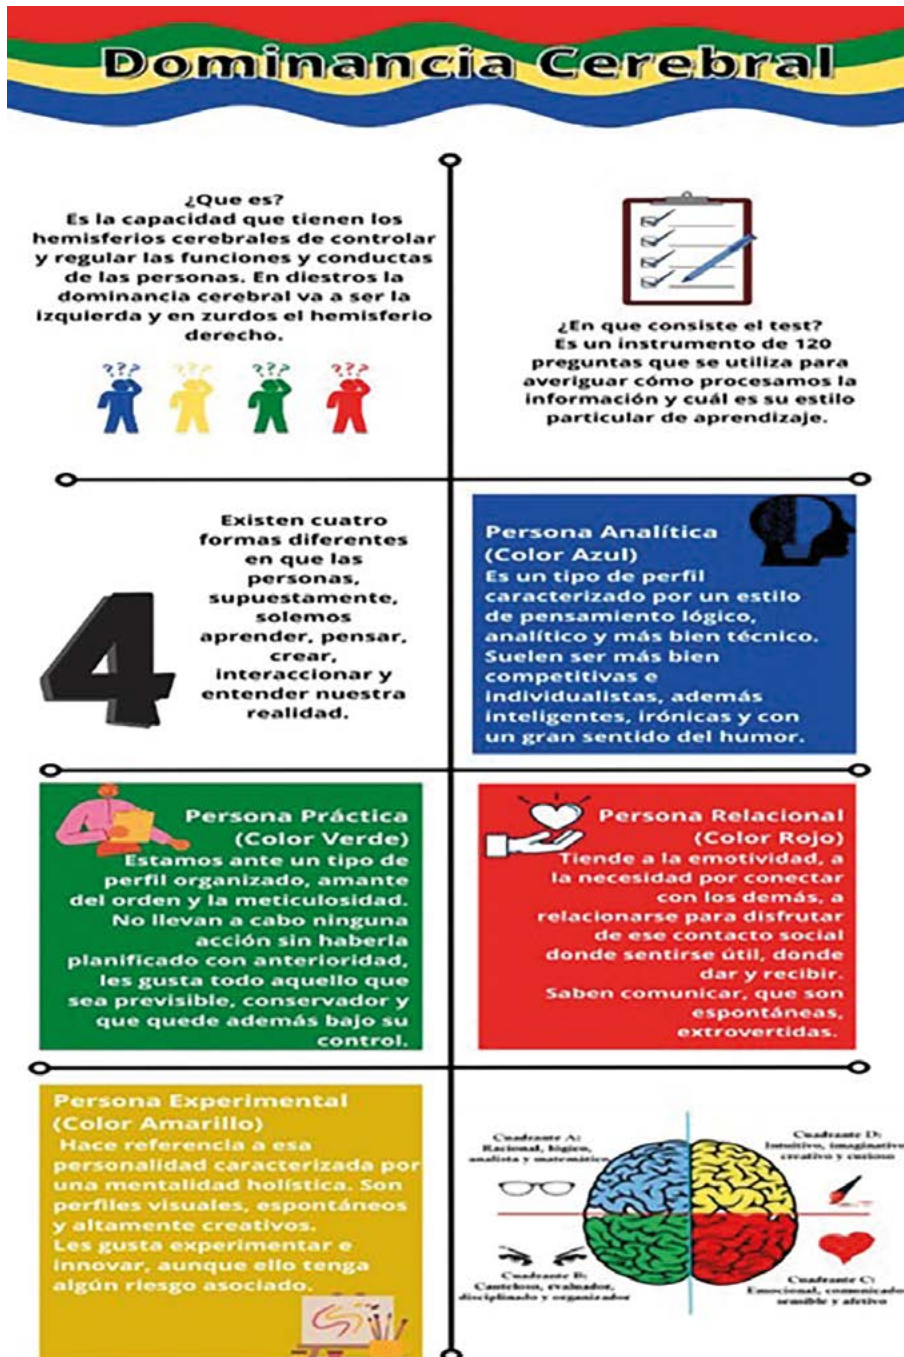 Dominancia Cerebral
¿Que es?
Es la capacidad que tienen los
hemisferios cerebrales de controlar
y regular las funciones y conductas
de las personas. En diestros la
dominancia cerebral va a ser la
izquierda y en zurdos el hemisferio
derecho.
???
???
???
???
¿En que consiste el test?
Es un instrumento de 120
preguntas que se utiliza para
averiguar cómo procesamos la
información y cuál es su estilo
particular de aprendizaje.
4
Existen cuatro
formas diferentes
en que las
personas,
supuestamente,
solemos
aprender, pensar,
crear,
interaccionar y
entender nuestra
realidad.
Persona Analítica
(Color Azul)
Es un tipo de perfil
caracterizado por un estilo
de pensamiento lógico,
analítico y más bien técnico.
Suelen ser más bien
competitivas e
individualistas, además
inteligentes, irónicas y con
un gran sentido del humor.
Persona Práctica
(Color Verde)
Estamos ante un tipo de
perfil organizado, amante
del orden y la meticulosidad.
No llevan a cabo ninguna
acción sin haberla
planificado con anterioridad,
les gusta todo aquello que
sea previsible, conservador y
que quede además bajo su
control.
Persona Relacional
(Color Rojo)
Tiende a la emotividad, a
la necesidad por conectar
con los demás, a
relacionarse para disfrutar
de ese contacto social
donde sentirse útil, donde
dar y recibir.
Saben comunicar, que son
espontáneas,
extrovertidas.
Persona Experimental
(Color Amarillo)
Hace referencia a esa
personalidad caracterizada por
una mentalidad holística. Son
perfiles visuales, espontáneos
y altamente creativos.
Les gusta experimentar e
innovar, aunque ello tenga
algún riesgo asociado.
Cuadrante A:
Racional, lógico,
analista y matemático
Cuadrante D:
Intuitivo, imaginativo
creativo y curioso
Cuadrante B:
Cauteloso, evaluador,
disciplinado y organizador
Cuadrante C:
Emocional, comunicado
sensible y afetivo